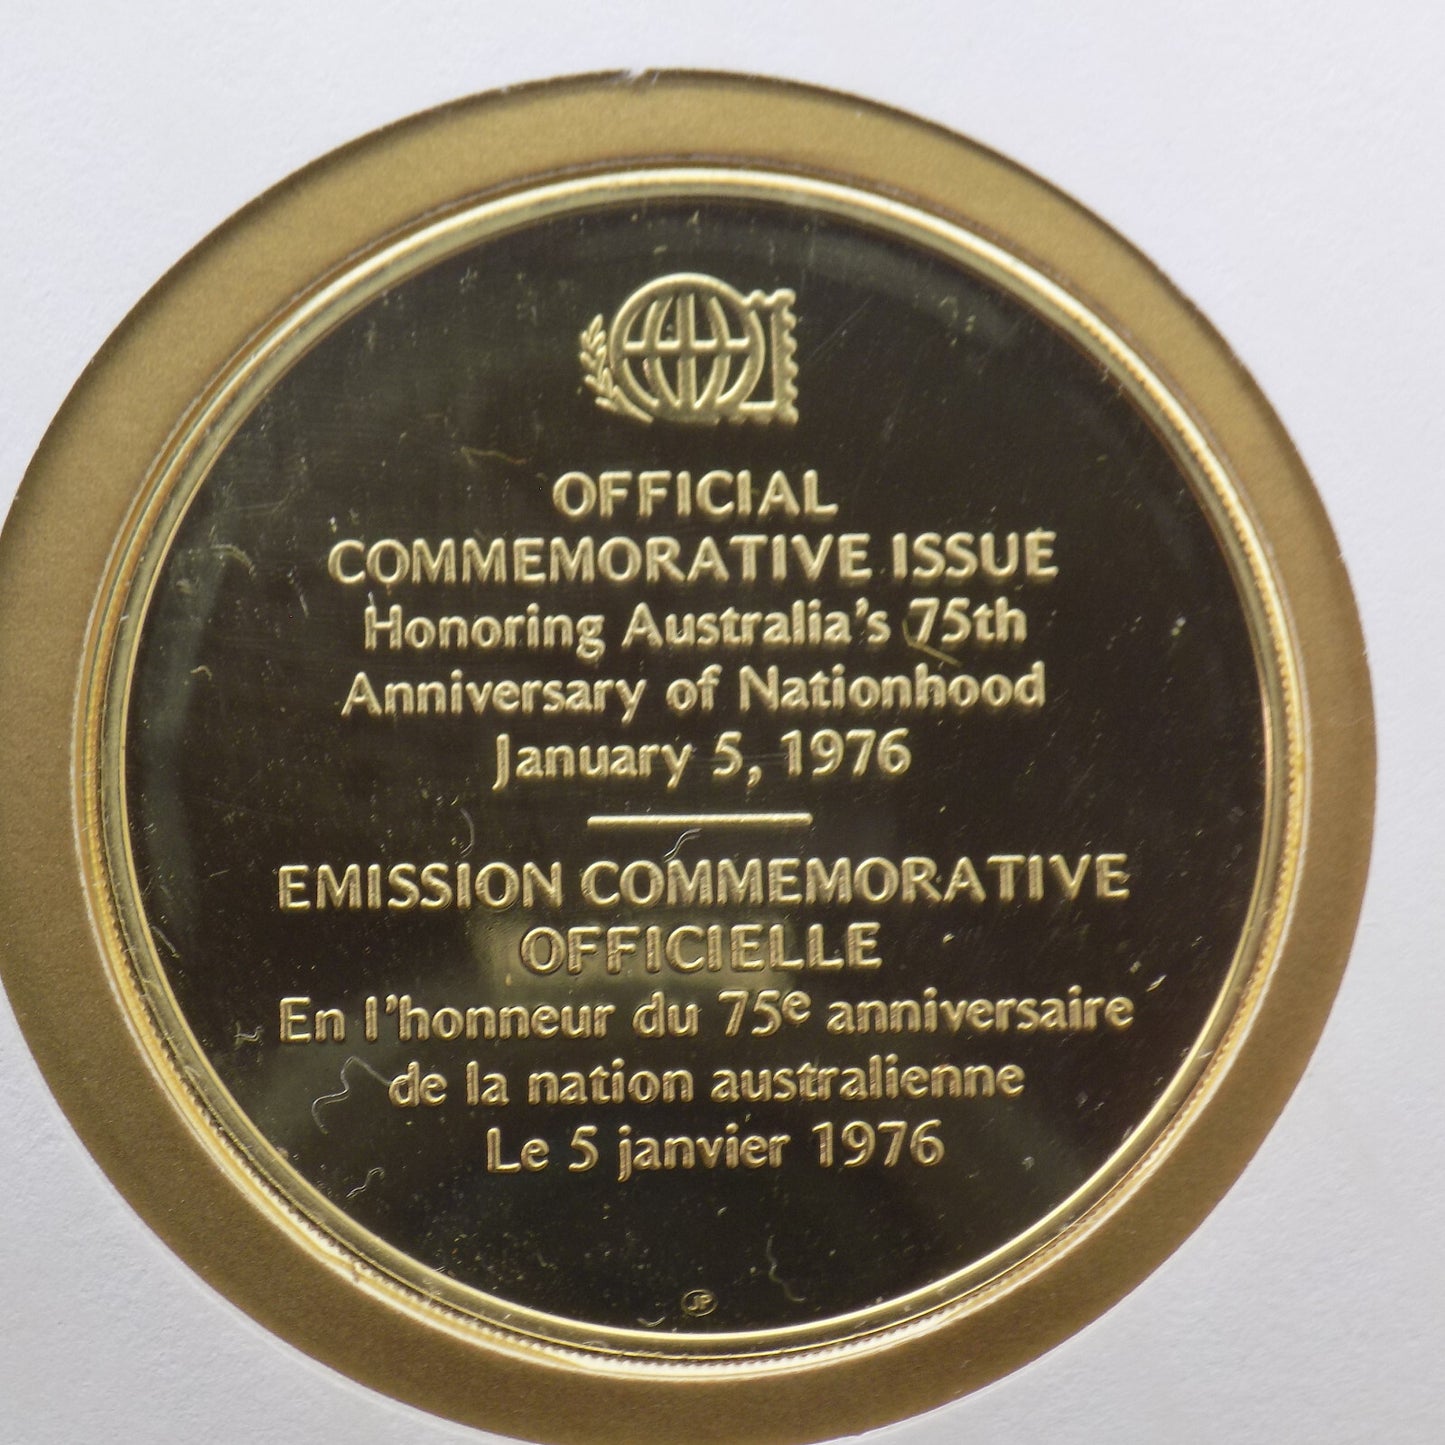 OFFICIAL
COMMEMORATIVE ISSUE
Honoring Australia's 75th
Anniversary of Nationhood
January 5, 1976
EMISSION COMMEMORATIVE
OFFICIELLE
En l'honneur du 75e anniversaire
de la nation australienne
Le 5 janvier 1976
JP